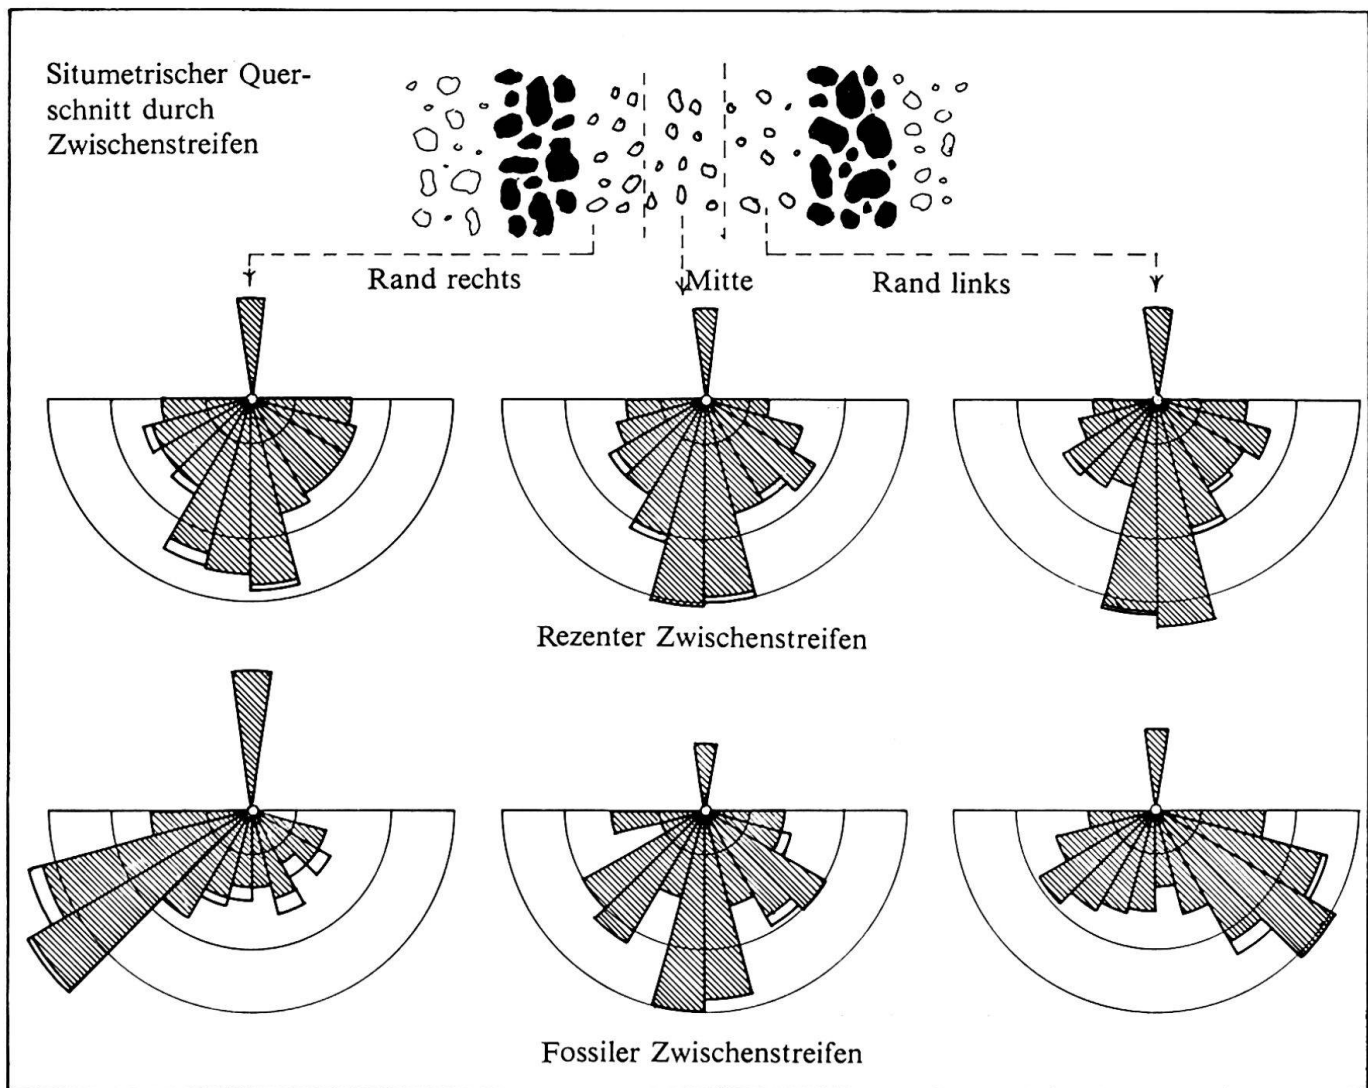 Situmetrischer Quer-
schnitt durch
Zwischenstreifen
Rand rechts
Mitte
Rand links
Rezenter Zwischenstreifen
Fossiler Zwischenstreifen